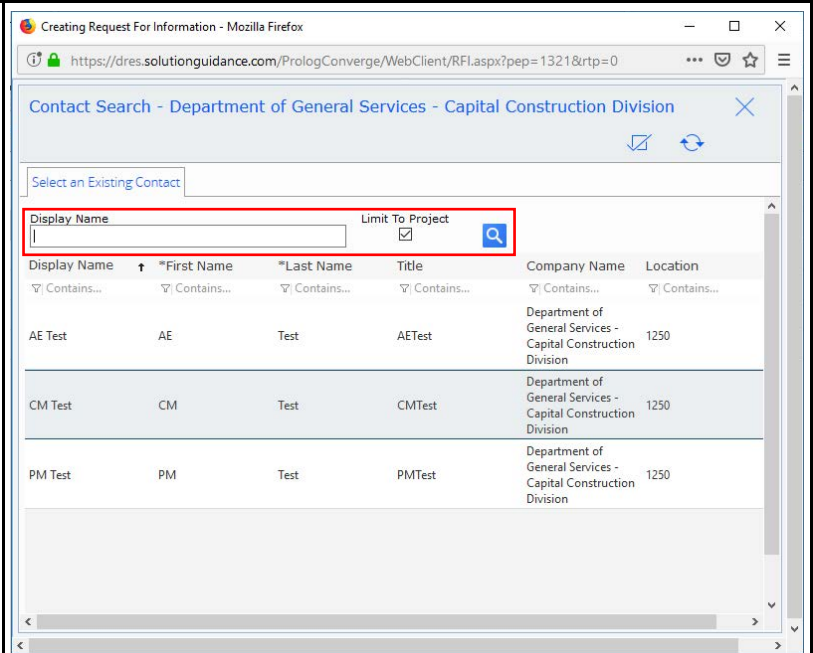 Creating Request For Information - Mozilla Firefox
https://dres.solutionguidance.com/PrologConverge/WebClient/RFI.aspx?pep=1321&rtp=0
Contact Search - Department of General Services - Capital Construction Division
Select an Existing Contact
Display Name Limit To Project
Display Name *First Name *Last Name Title Company Name Location
Contains... Contains... Contains... Contains... Contains... Contains...
Department of
General Services -
AE Test AE Test AETest Capital Construction 1250
Division
Department of
General Services -
CM Test CM Test CMTest Capital Construction 1250
Division
Department of
General Services -
PM Test PM Test PMTest Capital Construction 1250
Division